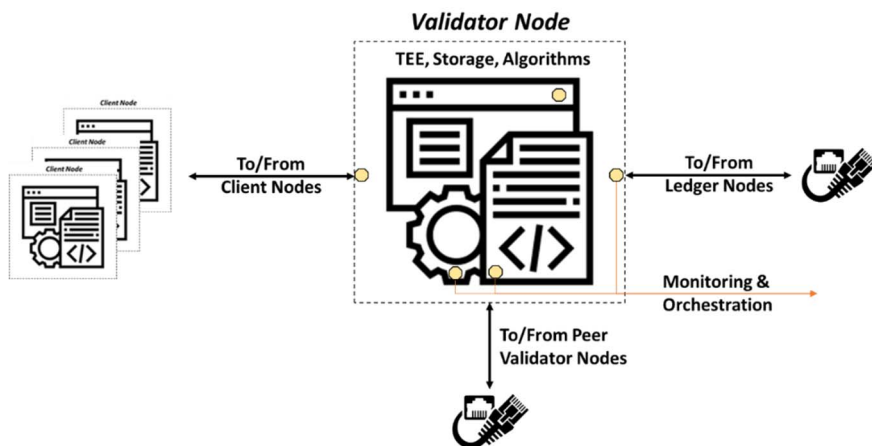 Validator Node
TEE, Storage, Algorithms
Client Node
Client Node
Client Node
To/From
Client Nodes
To/From
Ledger Nodes
Monitoring &
Orchestration
To/From Peer
Validator Nodes